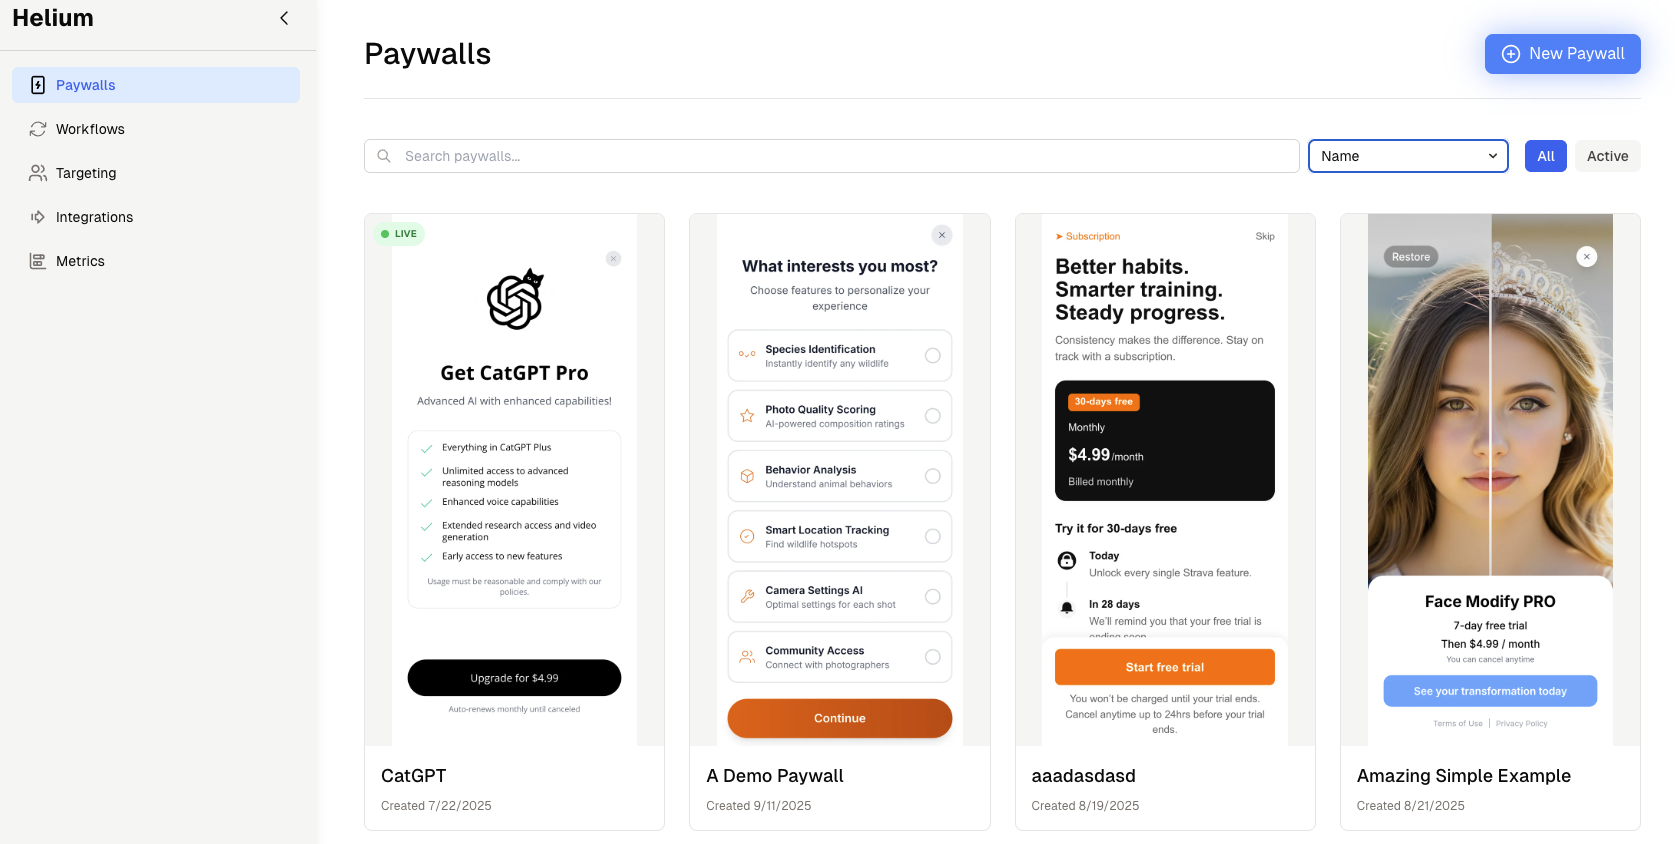 Helium
Paywalls
Workflows
Targeting
Integrations
Metrics
Paywalls
New Paywall
Search paywalls...
Name
All
Active
LIVE
Get CatGPT Pro
Advanced AI with enhanced capabilities!
Everything in CatGPT Plus
Unlimited access to advanced
reasoning models
Enhanced voice capabilities
Extended research access and video
generation
Early access to new features
Usage must be reasonable and comply with our
policies.
Upgrade for $4.99
Auto-renews monthly until canceled
CatGPT
Created 7/22/2025
What interests you most?
Choose features to personalize your
experience
Species Identification
Instantly identify any wildlife
Photo Quality Scoring
AI-powered composition ratings
Behavior Analysis
Understand animal behaviors
Smart Location Tracking
Find wildlife hotspots
Camera Settings AI
Optimal settings for each shot
Community Access
Connect with photographers
Continue
A Demo Paywall
Created 9/11/2025
Subscription
Skip
Better habits.
Smarter training.
Steady progress.
Consistency makes the difference. Stay on
track with a subscription.
30-days free
Monthly
$4.99/month
Billed monthly
Try it for 30-days free
Today
Unlock every single Strava feature.
In 28 days
We'll remind you that your free trial is
ending soon
Start free trial
You won't be charged until your trial ends.
Cancel anytime up to 24hrs before your trial
ends.
aaadasdasd
Created 8/19/2025
Restore
Face Modify PRO
7-day free trial
Then $4.99 / month
You can cancel anytime
See your transformation today
Terms of Use | Privacy Policy
Amazing Simple Example
Created 8/21/2025